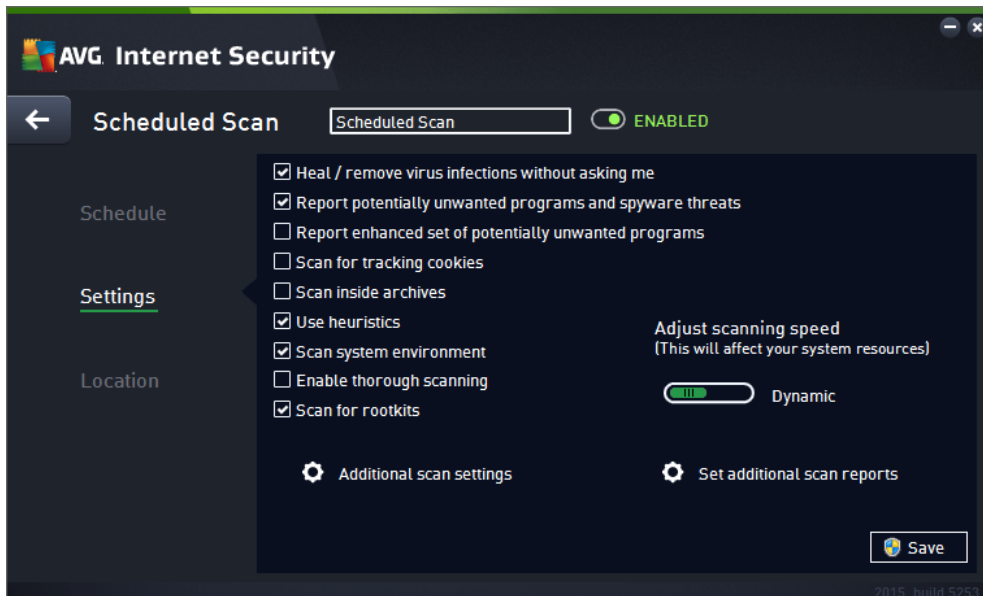 AVG. Internet Security
Scheduled Scan
Scheduled Scan
ENABLED
Schedule
Settings
Location
Heal / remove virus infections without asking me
Report potentially unwanted programs and spyware threats
Report enhanced set of potentially unwanted programs
Scan for tracking cookies
Scan inside archives
Use heuristics
Scan system environment
Enable thorough scanning
Scan for rootkits
Adjust scanning speed
(This will affect your system resources)
Dynamic
Additional scan settings
Set additional scan reports
Save
2015, build 5253